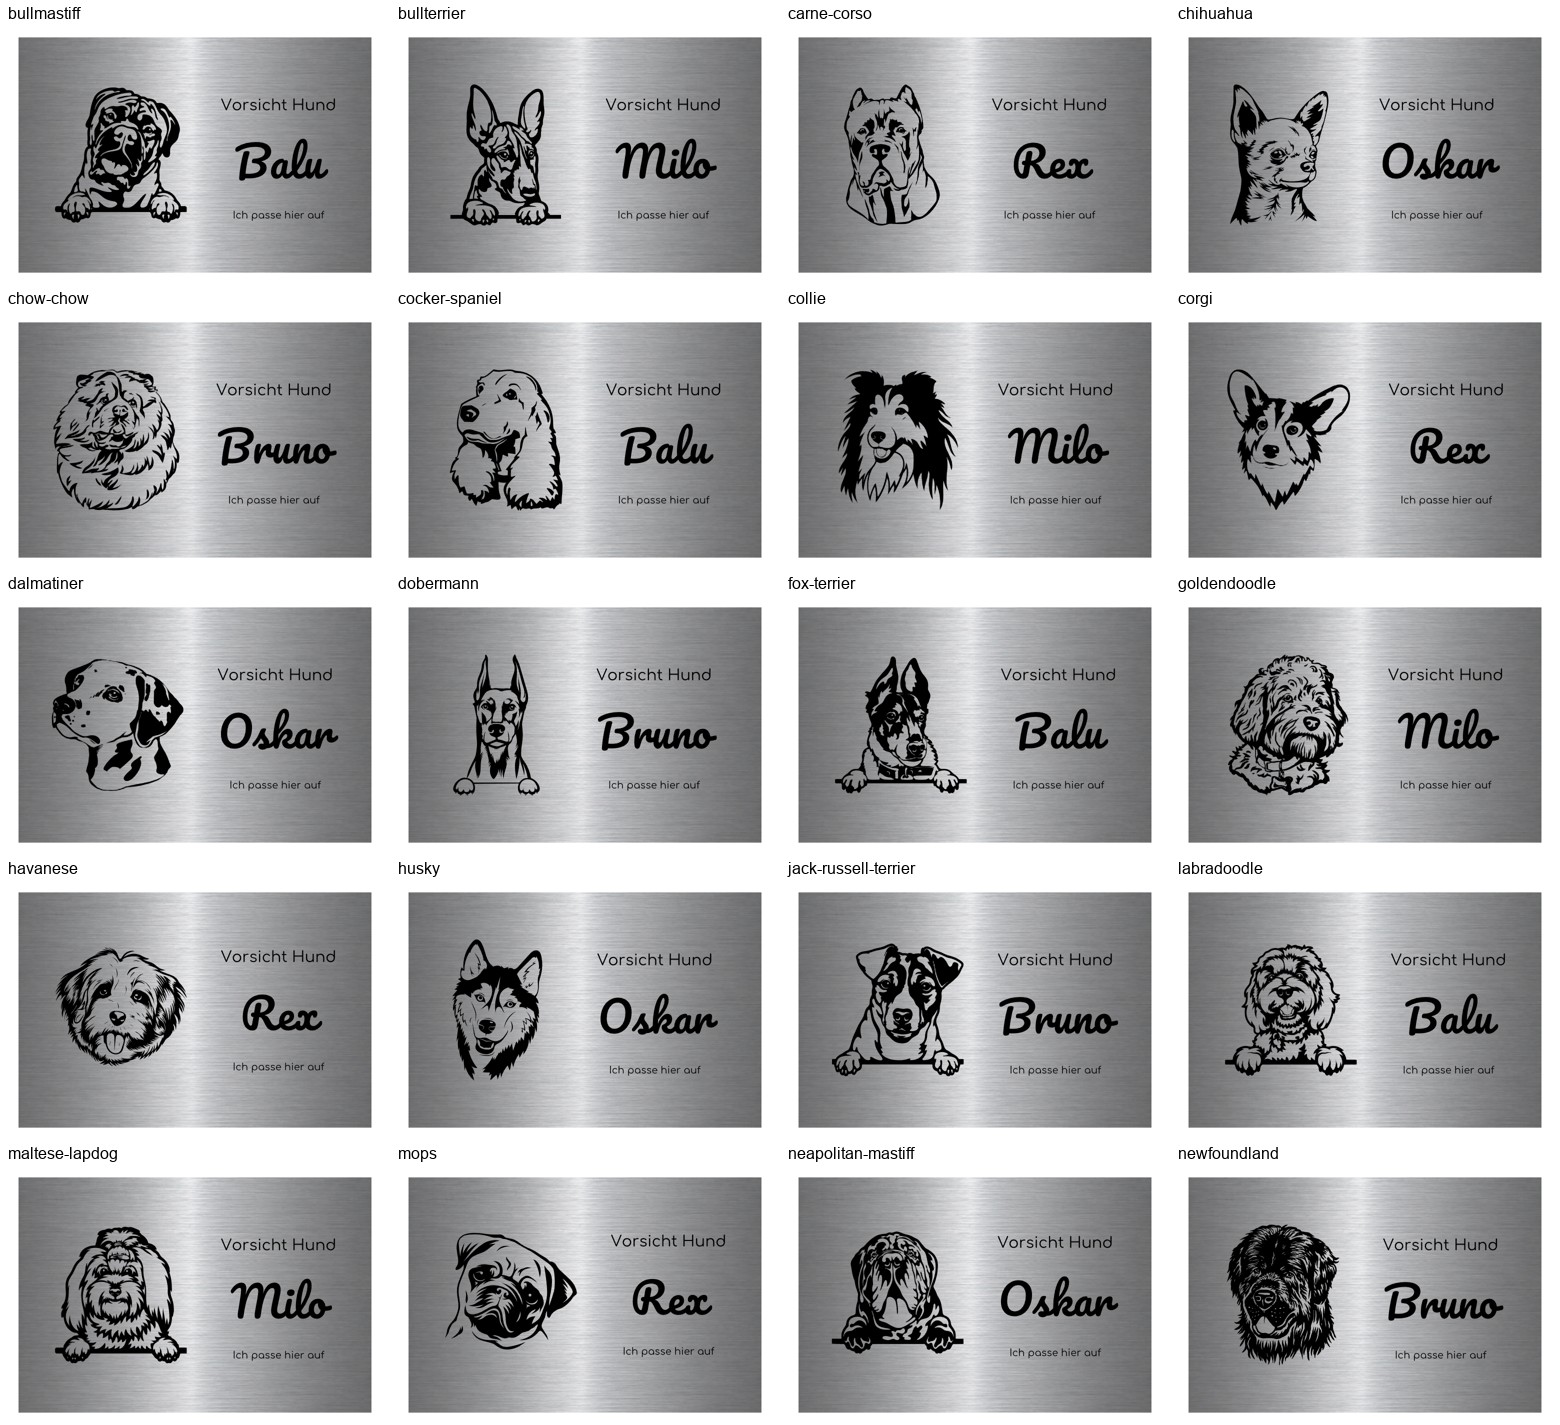 bullmastiff
Vorsicht Hund
Balu
Ich passe hier auf
bullterrier
Vorsicht Hund
Milo
Ich passe hier auf
carne-corso
Vorsicht Hund
Rex
Ich passe hier auf
chihuahua
Vorsicht Hund
Oskar
Ich passe hier auf
chow-chow
Vorsicht Hund
Bruno
Ich passe hier auf
cocker-spaniel
Vorsicht Hund
Balu
Ich passe hier auf
collie
Vorsicht Hund
Milo
Ich passe hier auf
corgi
Vorsicht Hund
Rex
Ich passe hier auf
dalmatiner
Vorsicht Hund
Oskar
Ich passe hier auf
dobermann
Vorsicht Hund
Bruno
Ich passe hier auf
fox-terrier
Vorsicht Hund
Balu
Ich passe hier auf
goldendoodle
Vorsicht Hund
Milo
Ich passe hier auf
havanese
Vorsicht Hund
Rex
Ich passe hier auf
husky
Vorsicht Hund
Oskar
Ich passe hier auf
jack-russell-terrier
Vorsicht Hund
Bruno
Ich passe hier auf
labradoodle
Vorsicht Hund
Balu
Ich passe hier auf
maltese-lapdog
Vorsicht Hund
Milo
Ich passe hier auf
mops
Vorsicht Hund
Rex
Ich passe hier auf
neapolitan-mastiff
Vorsicht Hund
Oskar
Ich passe hier auf
newfoundland
Vorsicht Hund
Bruno
Ich passe hier auf